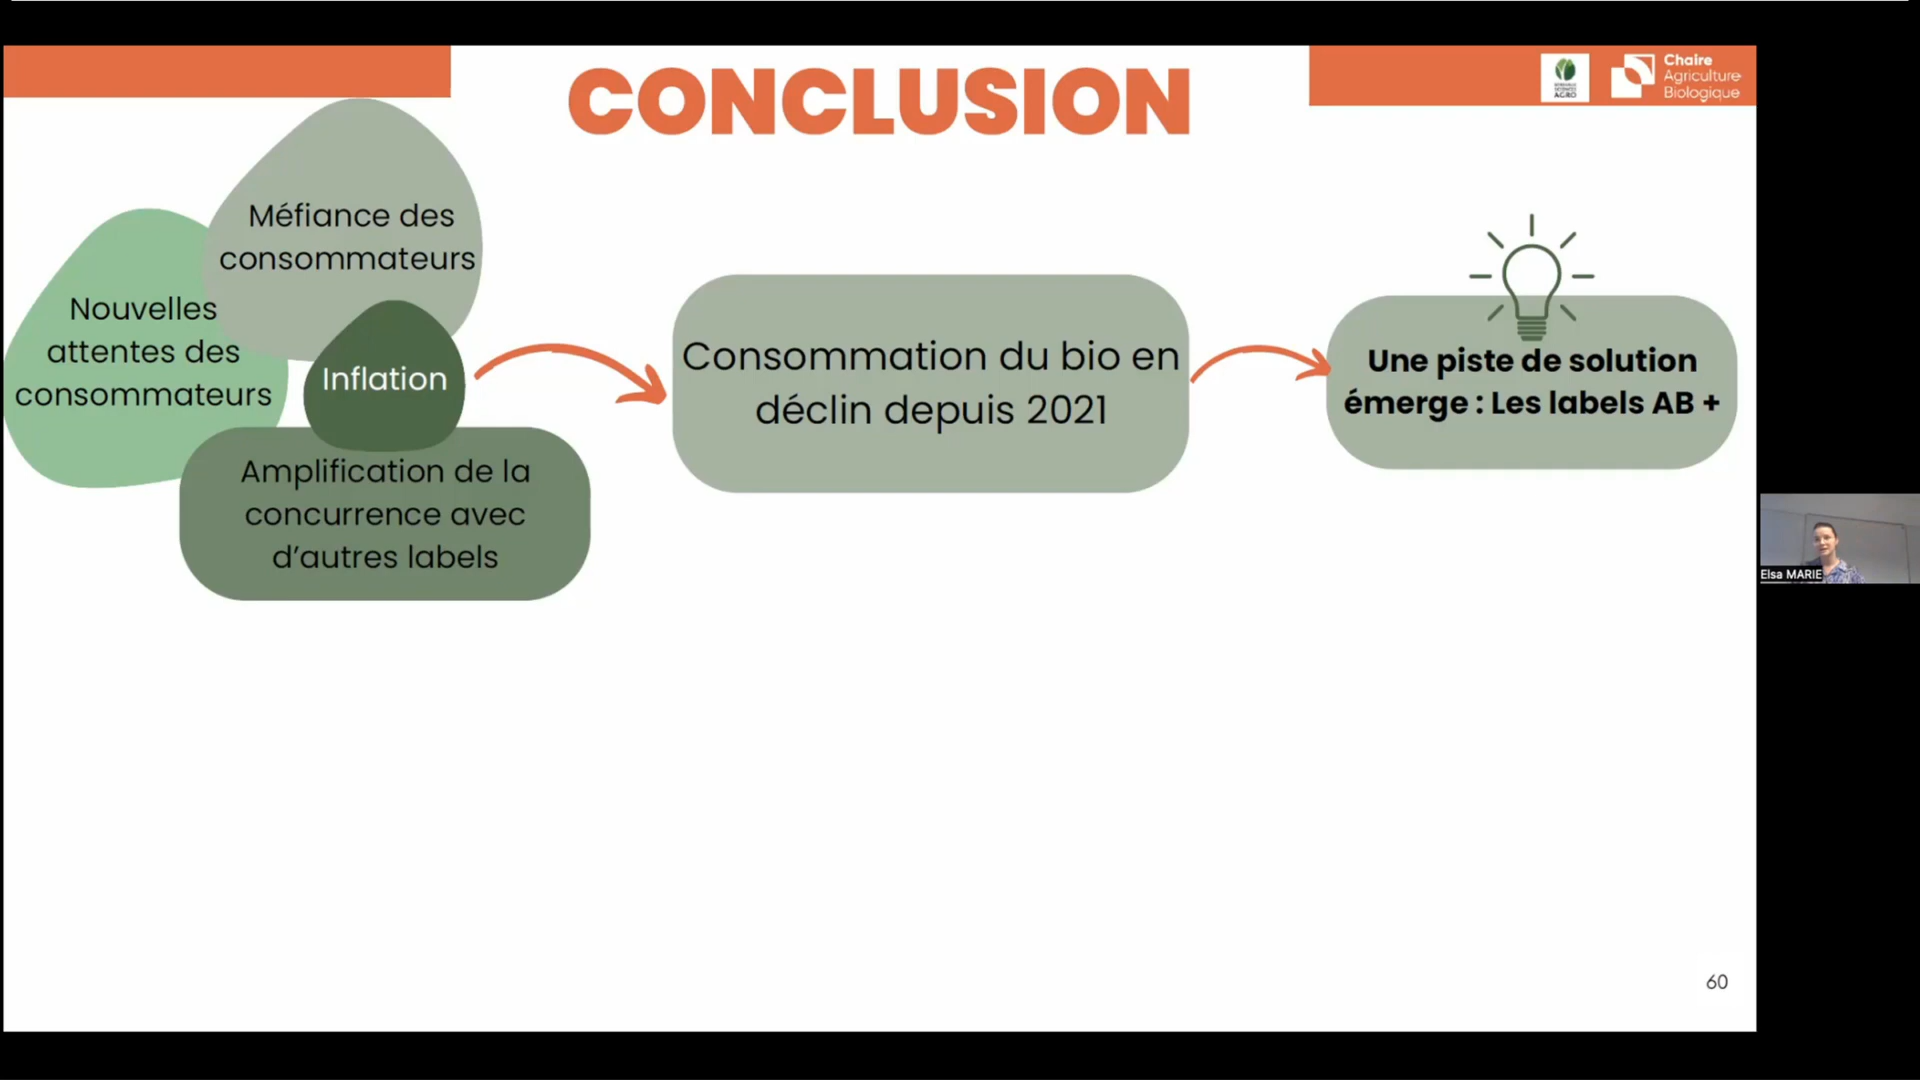 CONCLUSION
Chaire
Agriculture
Biologique
Méfiance des
consommateurs
Nouvelles
attentes des
consommateurs
Inflation
Amplification de la
concurrence avec
d'autres labels
Consommation du bio en
déclin depuis 2021
Une piste de solution
émerge : Les labels AB +
Elsa MARIE
60